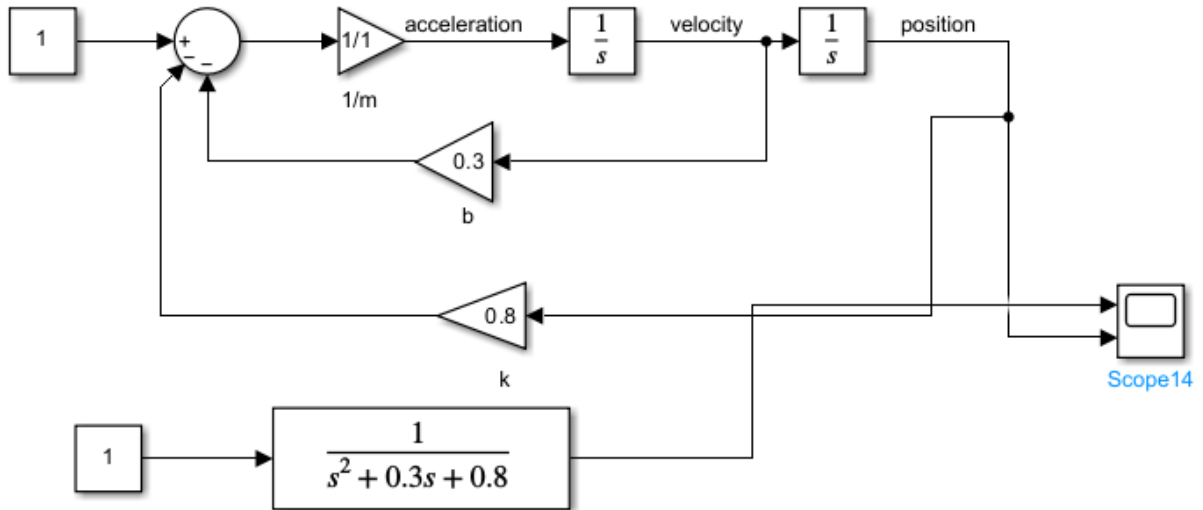 1
+
−
−
1/1
acceleration
1
s
velocity
1
s
position
1/m
0.3
b
0.8
k
Scope14
1
1
s² + 0.3s + 0.8